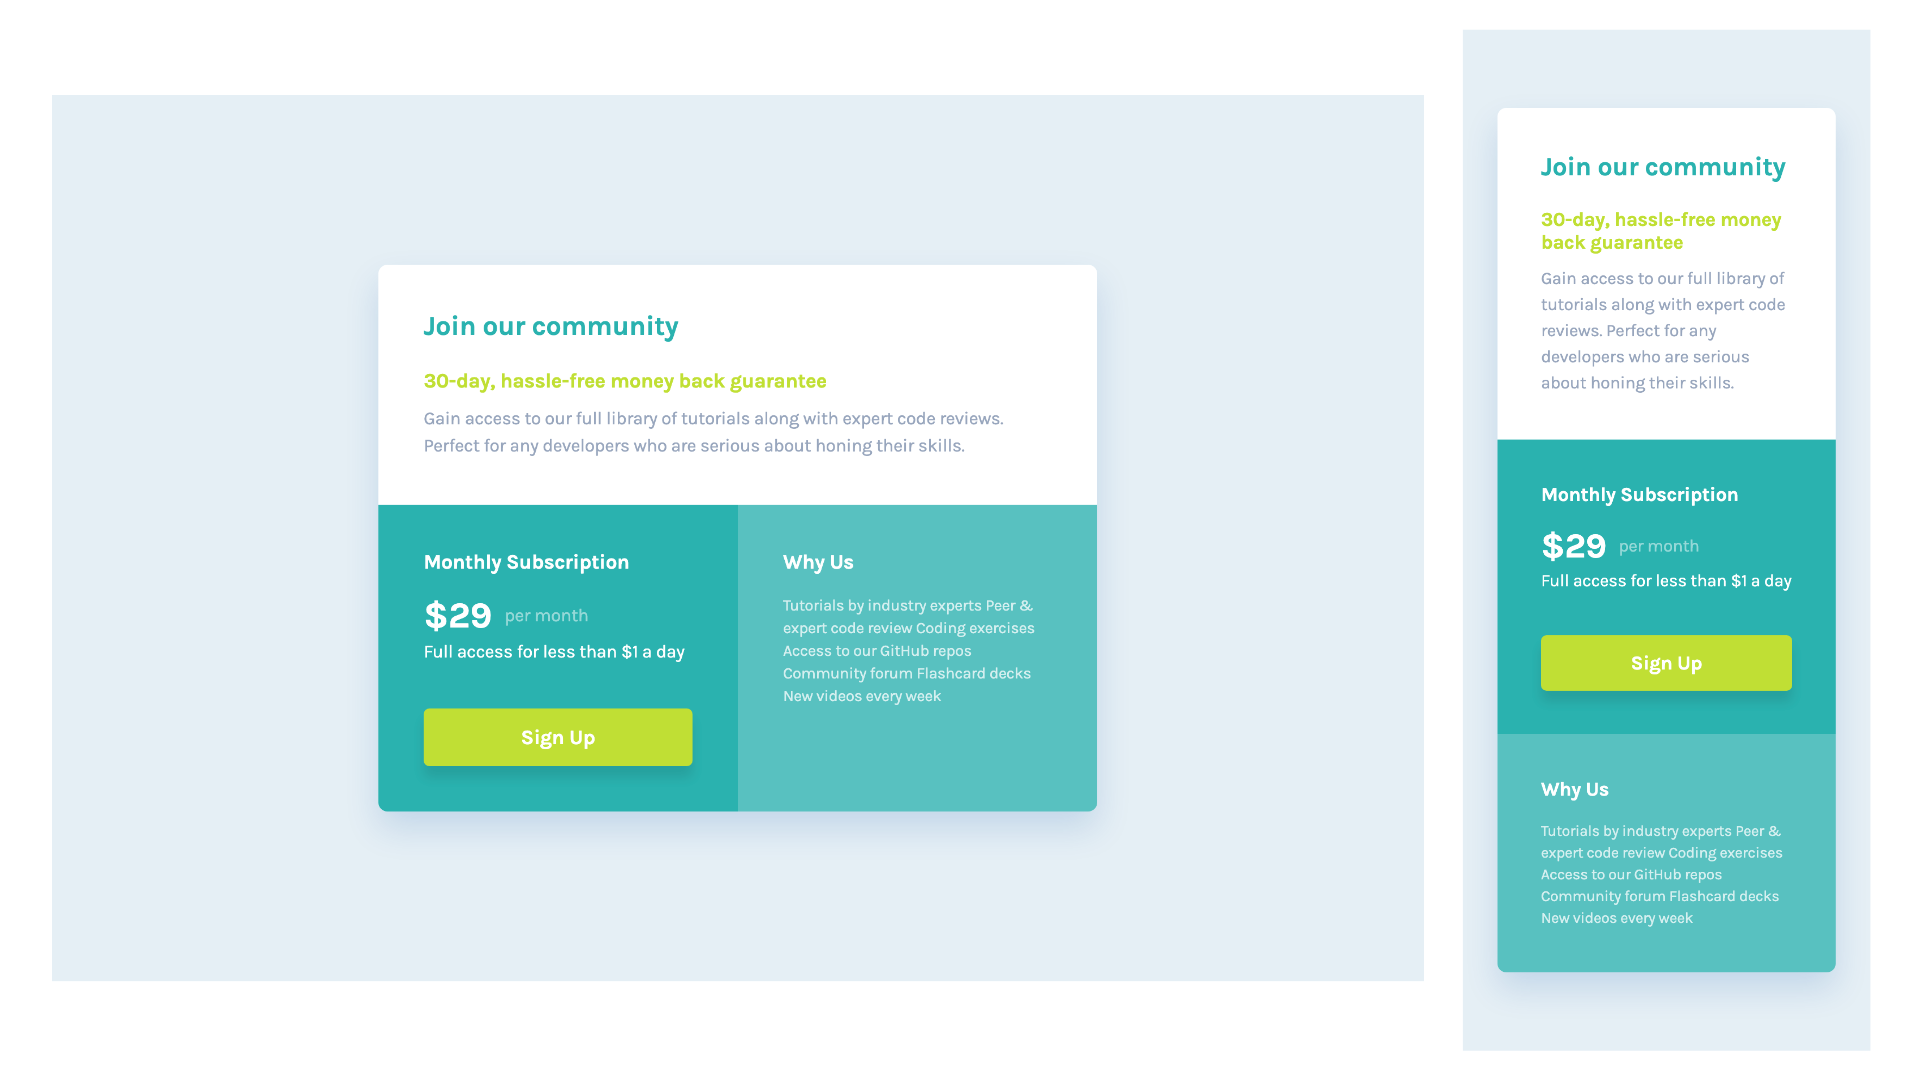 Join our community
30-day, hassle-free money back guarantee
Gain access to our full library of tutorials along with expert code reviews.
Perfect for any developers who are serious about honing their skills.
Monthly Subscription
$29 per month
Full access for less than $1 a day
Sign Up
Why Us
Tutorials by industry experts Peer &
expert code review Coding exercises
Access to our GitHub repos
Community forum Flashcard decks
New videos every week
Join our community
30-day, hassle-free money
back guarantee
Gain access to our full library of
tutorials along with expert code
reviews. Perfect for any
developers who are serious
about honing their skills.
Monthly Subscription
$29 per month
Full access for less than $1 a day
Sign Up
Why Us
Tutorials by industry experts Peer &
expert code review Coding exercises
Access to our GitHub repos
Community forum Flashcard decks
New videos every week